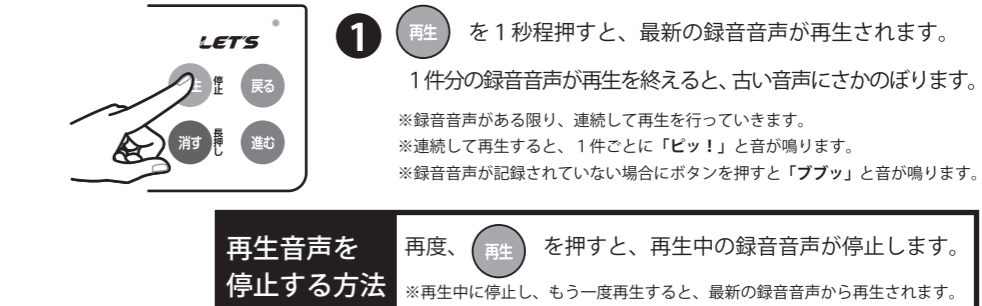 LET'S
生 停止 戻る
消す 長押し 進む
❶ 再生 を1秒程押すと、最新の録音音声が再生されます。
1件分の録音音声が再生を終えると、古い音声にさかのぼります。
※録音音声がある限り、連続して再生を行っていきます。
※連続して再生すると、1件ごとに「ピッ!」と音が鳴ります。
※録音音声が記録されていない場合にボタンを押すと「ブブッ」と音が鳴ります。
再生音声を
停止する方法
再度、 再生 を押すと、再生中の録音音声が停止します。
※再生中に停止し、もう一度再生すると、最新の録音音声から再生されます。